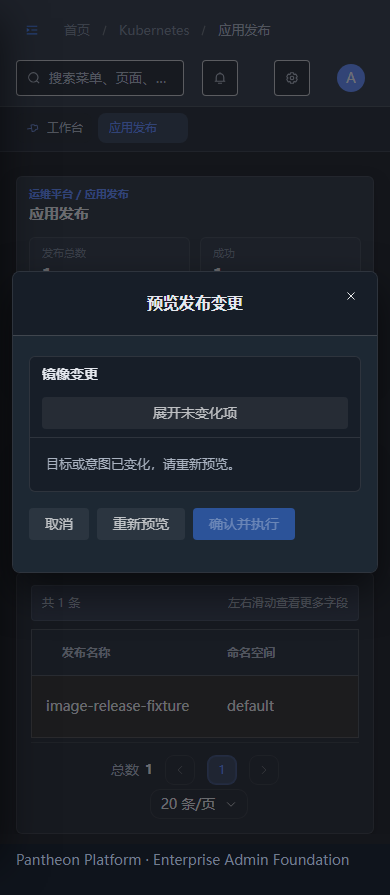 首页 / Kubernetes / 应用发布
搜索菜单、页面、...
A
工作台 应用发布
运维平台 / 应用发布
应用发布
发布总数 成功
预览发布变更
镜像变更
展开未变化项
目标或意图已变化，请重新预览。
取消 重新预览 确认并执行
共 1 条 左右滑动查看更多字段
发布名称 命名空间
image-release-fixture default
总数 1 1
20 条/页
Pantheon Platform · Enterprise Admin Foundation